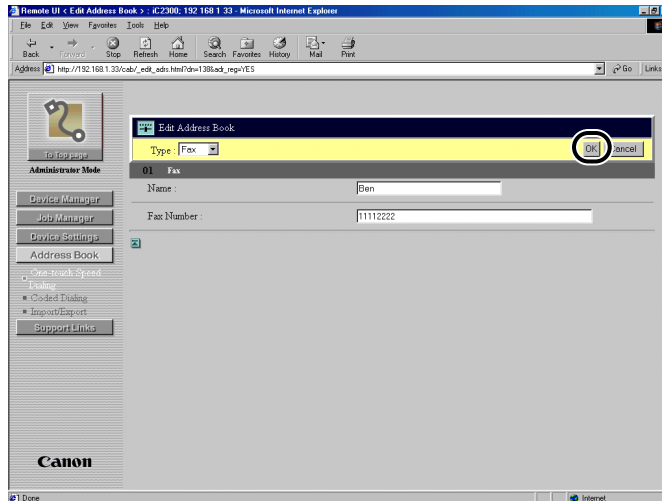 Remote UI < Edit Address Book > : iC2300; 192 168 1 33 - Microsoft Internet Explorer
File Edit View Favorites Tools Help
Back Forward Stop Refresh Home Search Favorites History Mail Print
Address http://192.168.1.33/cab/_edit_adrs.html?dn=138&adr_reg=YES Go Links
To Top page
Administrator Mode
Device Manager
Job Manager
Device Settings
Address Book
One-touch Speed
Dialing
Coded Dialing
Import/Export
Support Links
Canon
Edit Address Book
Type : Fax OK Cancel
01 Fax
Name : Ben
Fax Number : 11112222
Done Internet